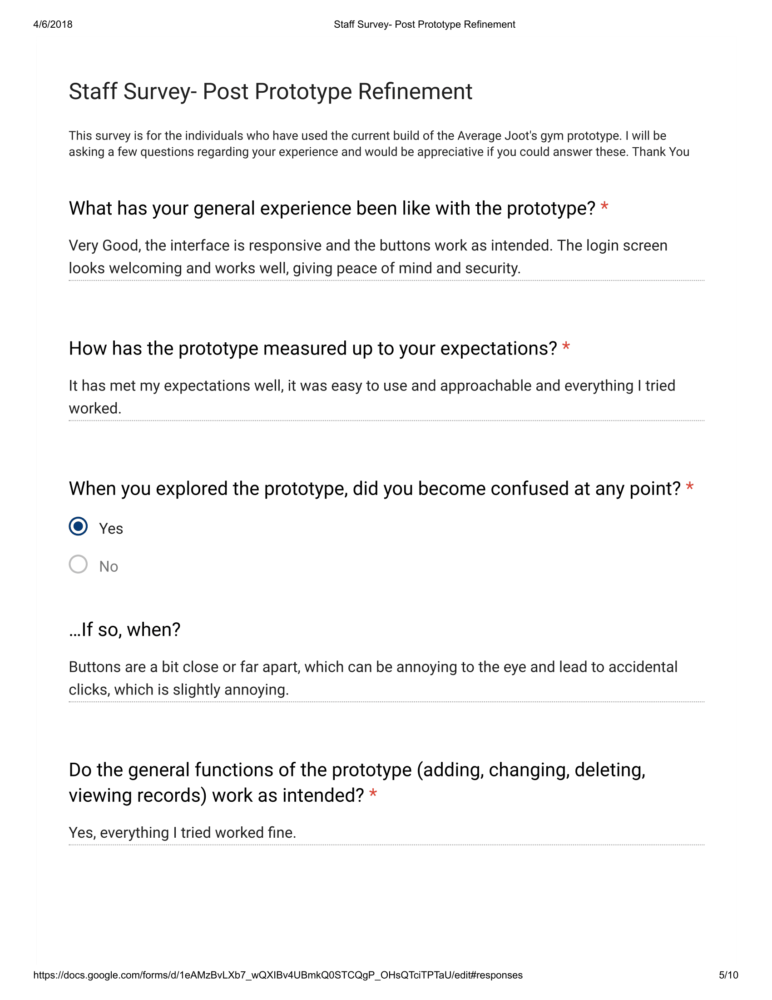 4/6/2018
Staff Survey- Post Prototype Refinement
Staff Survey- Post Prototype Refinement
This survey is for the individuals who have used the current build of the Average Joot's gym prototype. I will be
asking a few questions regarding your experience and would be appreciative if you could answer these. Thank You
What has your general experience been like with the prototype? *
Very Good, the interface is responsive and the buttons work as intended. The login screen
looks welcoming and works well, giving peace of mind and security.
How has the prototype measured up to your expectations? *
It has met my expectations well, it was easy to use and approachable and everything I tried
worked.
When you explored the prototype, did you become confused at any point? *
Yes
No
...If so, when?
Buttons are a bit close or far apart, which can be annoying to the eye and lead to accidental
clicks, which is slightly annoying.
Do the general functions of the prototype (adding, changing, deleting,
viewing records) work as intended? *
Yes, everything I tried worked fine.
https://docs.google.com/forms/d/1eAMzBvLXb7_wQXIBv4UBmkQ0STCQgP_OHsQTciTPTaU/edit#responses
5/10